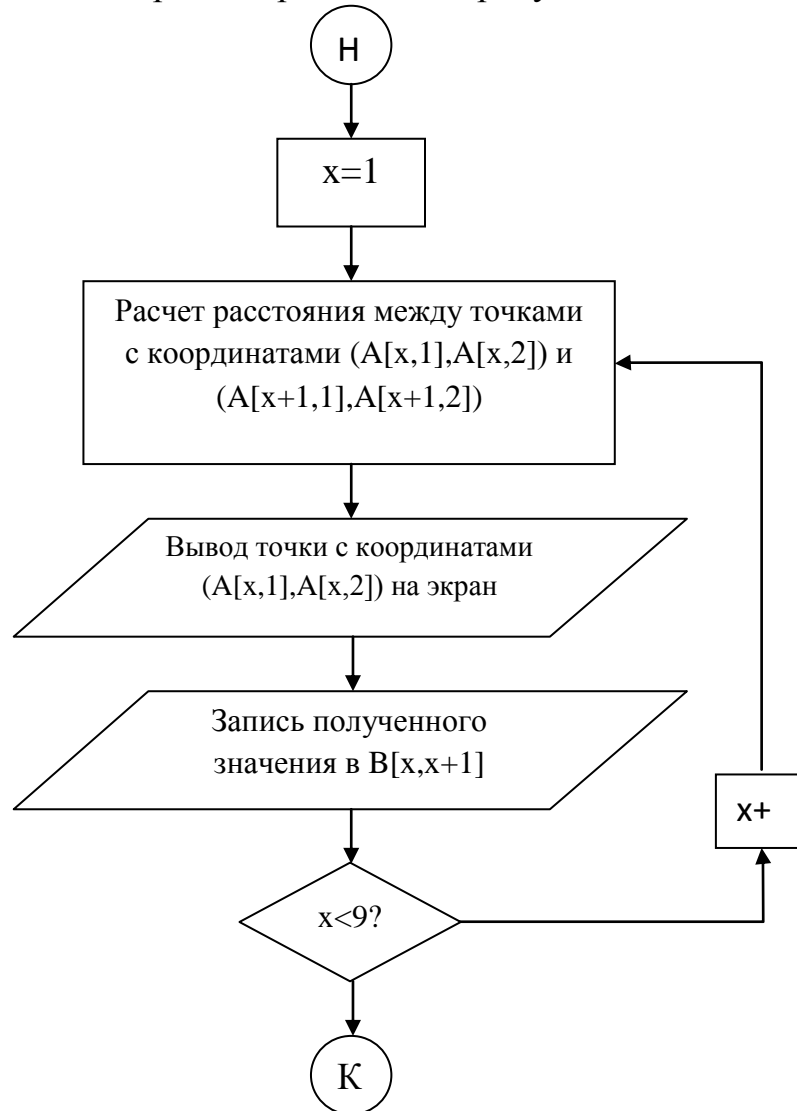 Н
x=1
Расчет расстояния между точками
с координатами (A[x,1],A[x,2]) и
(A[x+1,1],A[x+1,2])
Вывод точки с координатами
(A[x,1],A[x,2]) на экран
Запись полученного
значения в B[x,x+1]
x+
x<9?
К